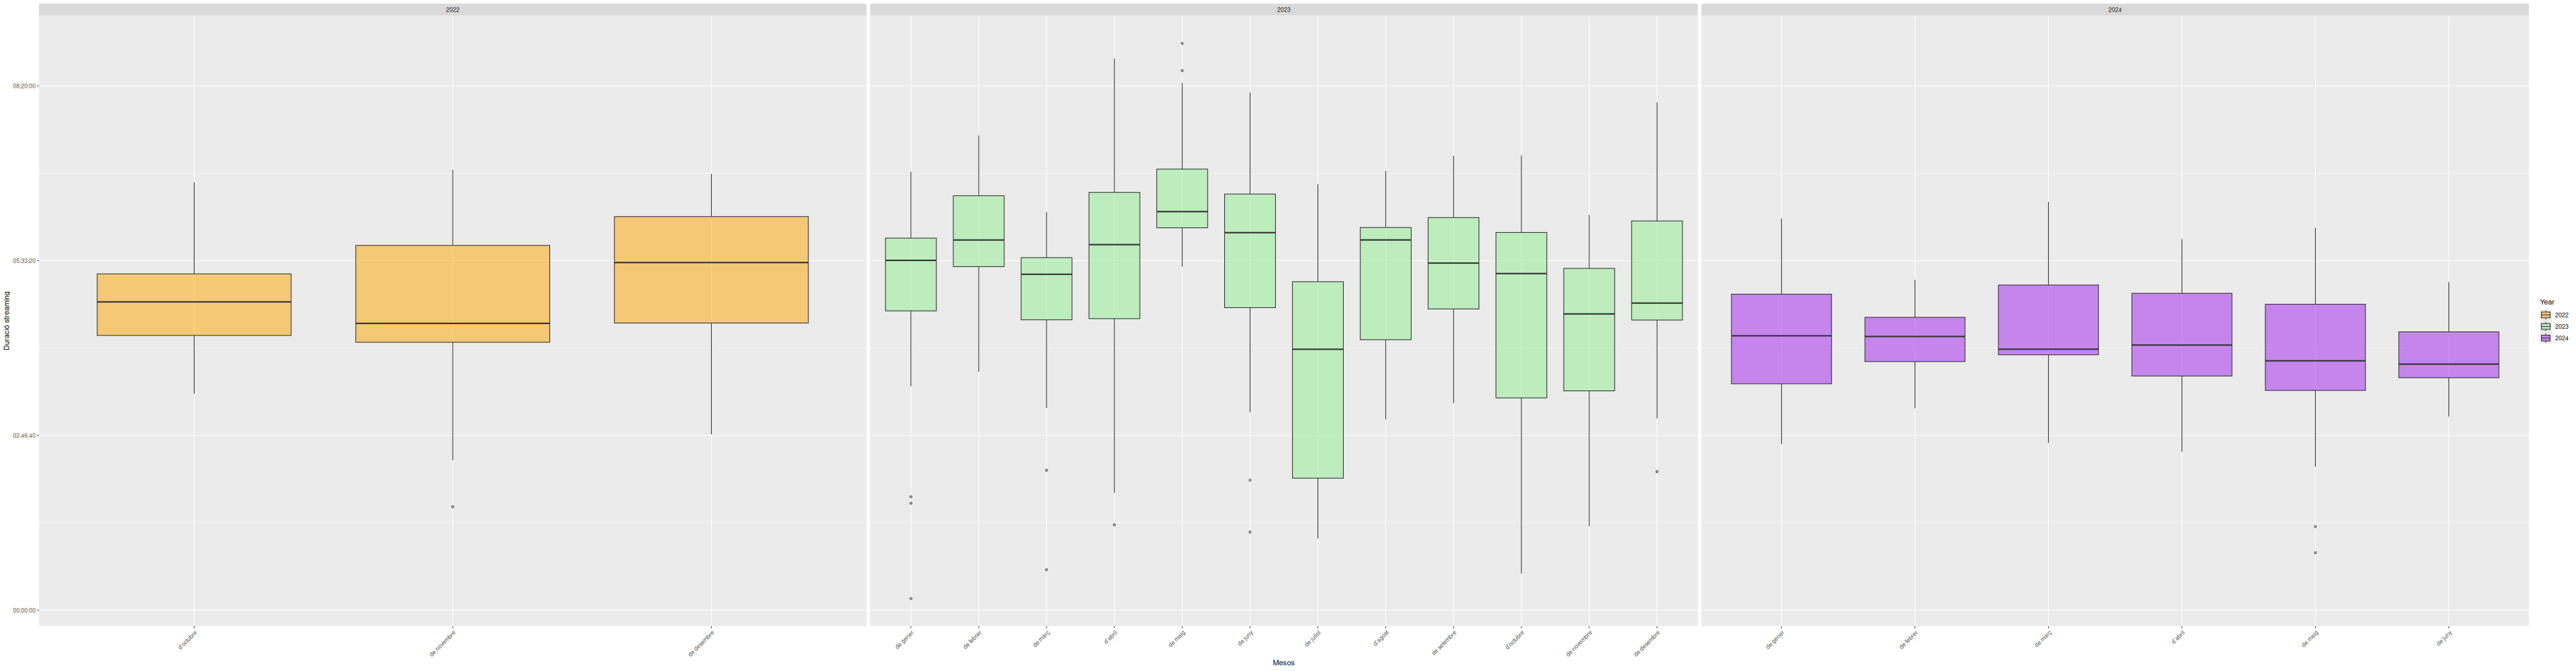 2022
2023
2024
08:20:00
05:33:20
02:46:40
00:00:00
Duració streaming
d'octubre
de novembre
de desembre
de gener
de febrer
de març
d'abril
de maig
de juny
de juliol
d'agost
de setembre
d'octubre
de novembre
de desembre
de gener
de febrer
de març
d'abril
de maig
de juny
Mesos
Year
2022
2023
2024